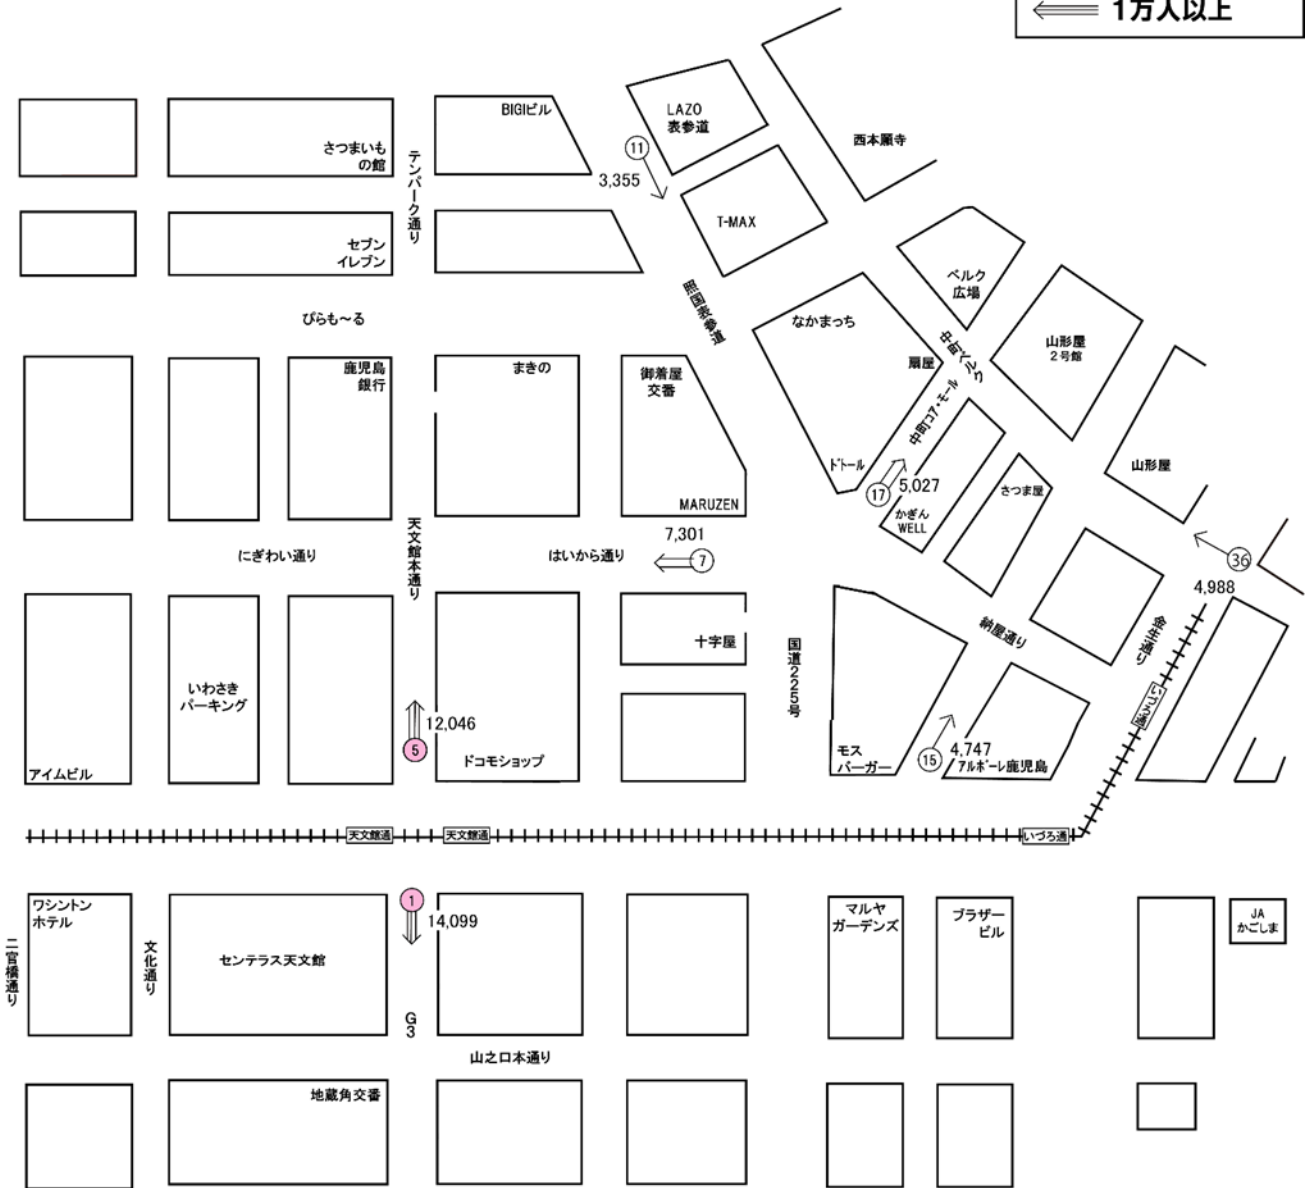 1万人以上
BIGIビル
LAZO
表参道
西本願寺
さつまいも
の館
テンパーク通り
11
3,355
T-MAX
セブン
イレブン
ベルク
広場
照国表参道
ぴらも～る
なかまっち
中町ベルク
山形屋
2号館
鹿児島
銀行
まきの
御着屋
交番
扇屋
中町コア・モール
ドトール
山形屋
17
5,027
さつま屋
MARUZEN
かぎん
WELL
天文館本通り
にぎわい通り
はいから通り
7,301
7
36
4,988
十字屋
国道225号
納屋通り
金生通り
いづろ通
いわさき
パーキング
12,046
5
アイムビル
ドコモショップ
モス
バーガー
15
4,747
アルボーレ鹿児島
天文館通
天文館通
いづろ通
ワシントン
ホテル
1
14,099
マルヤ
ガーデンズ
ブラザー
ビル
JA
かごしま
二官橋通り
文化通り
センテラス天文館
G3
山之口本通り
地蔵角交番